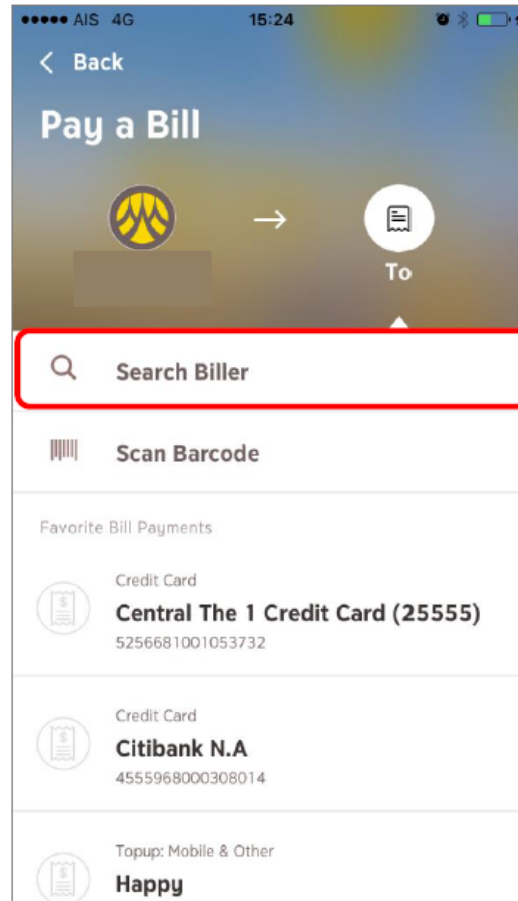 AIS 4G 15:24
Back
Pay a Bill
To
Search Biller
Scan Barcode
Favorite Bill Payments
Credit Card
Central The 1 Credit Card (25555)
5256681001053732
Credit Card
Citibank N.A
4555968000308014
Topup: Mobile & Other
Happy